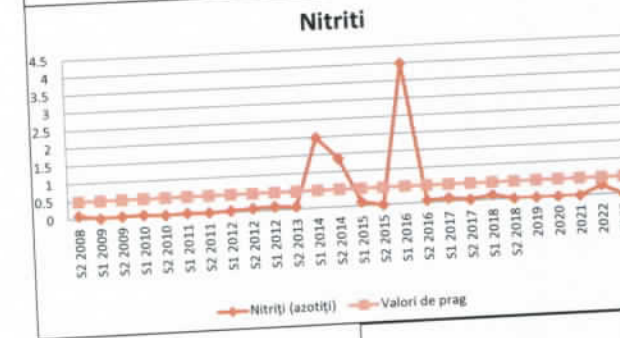 Nitriti
4.5
4
3.5
3
2.5
2
1.5
1
0.5
0
S2 2008
S1 2009
S2 2009
S1 2010
S2 2010
S1 2011
S2 2011
S1 2012
S2 2012
S1 2012
S2 2013
S1 2014
S2 2014
S1 2015
S2 2015
S1 2016
S2 2016
S1 2017
S2 2017
S1 2018
S2 2018
2019
2020
2021
2022
Nitriți (azotiți)
Valori de prag